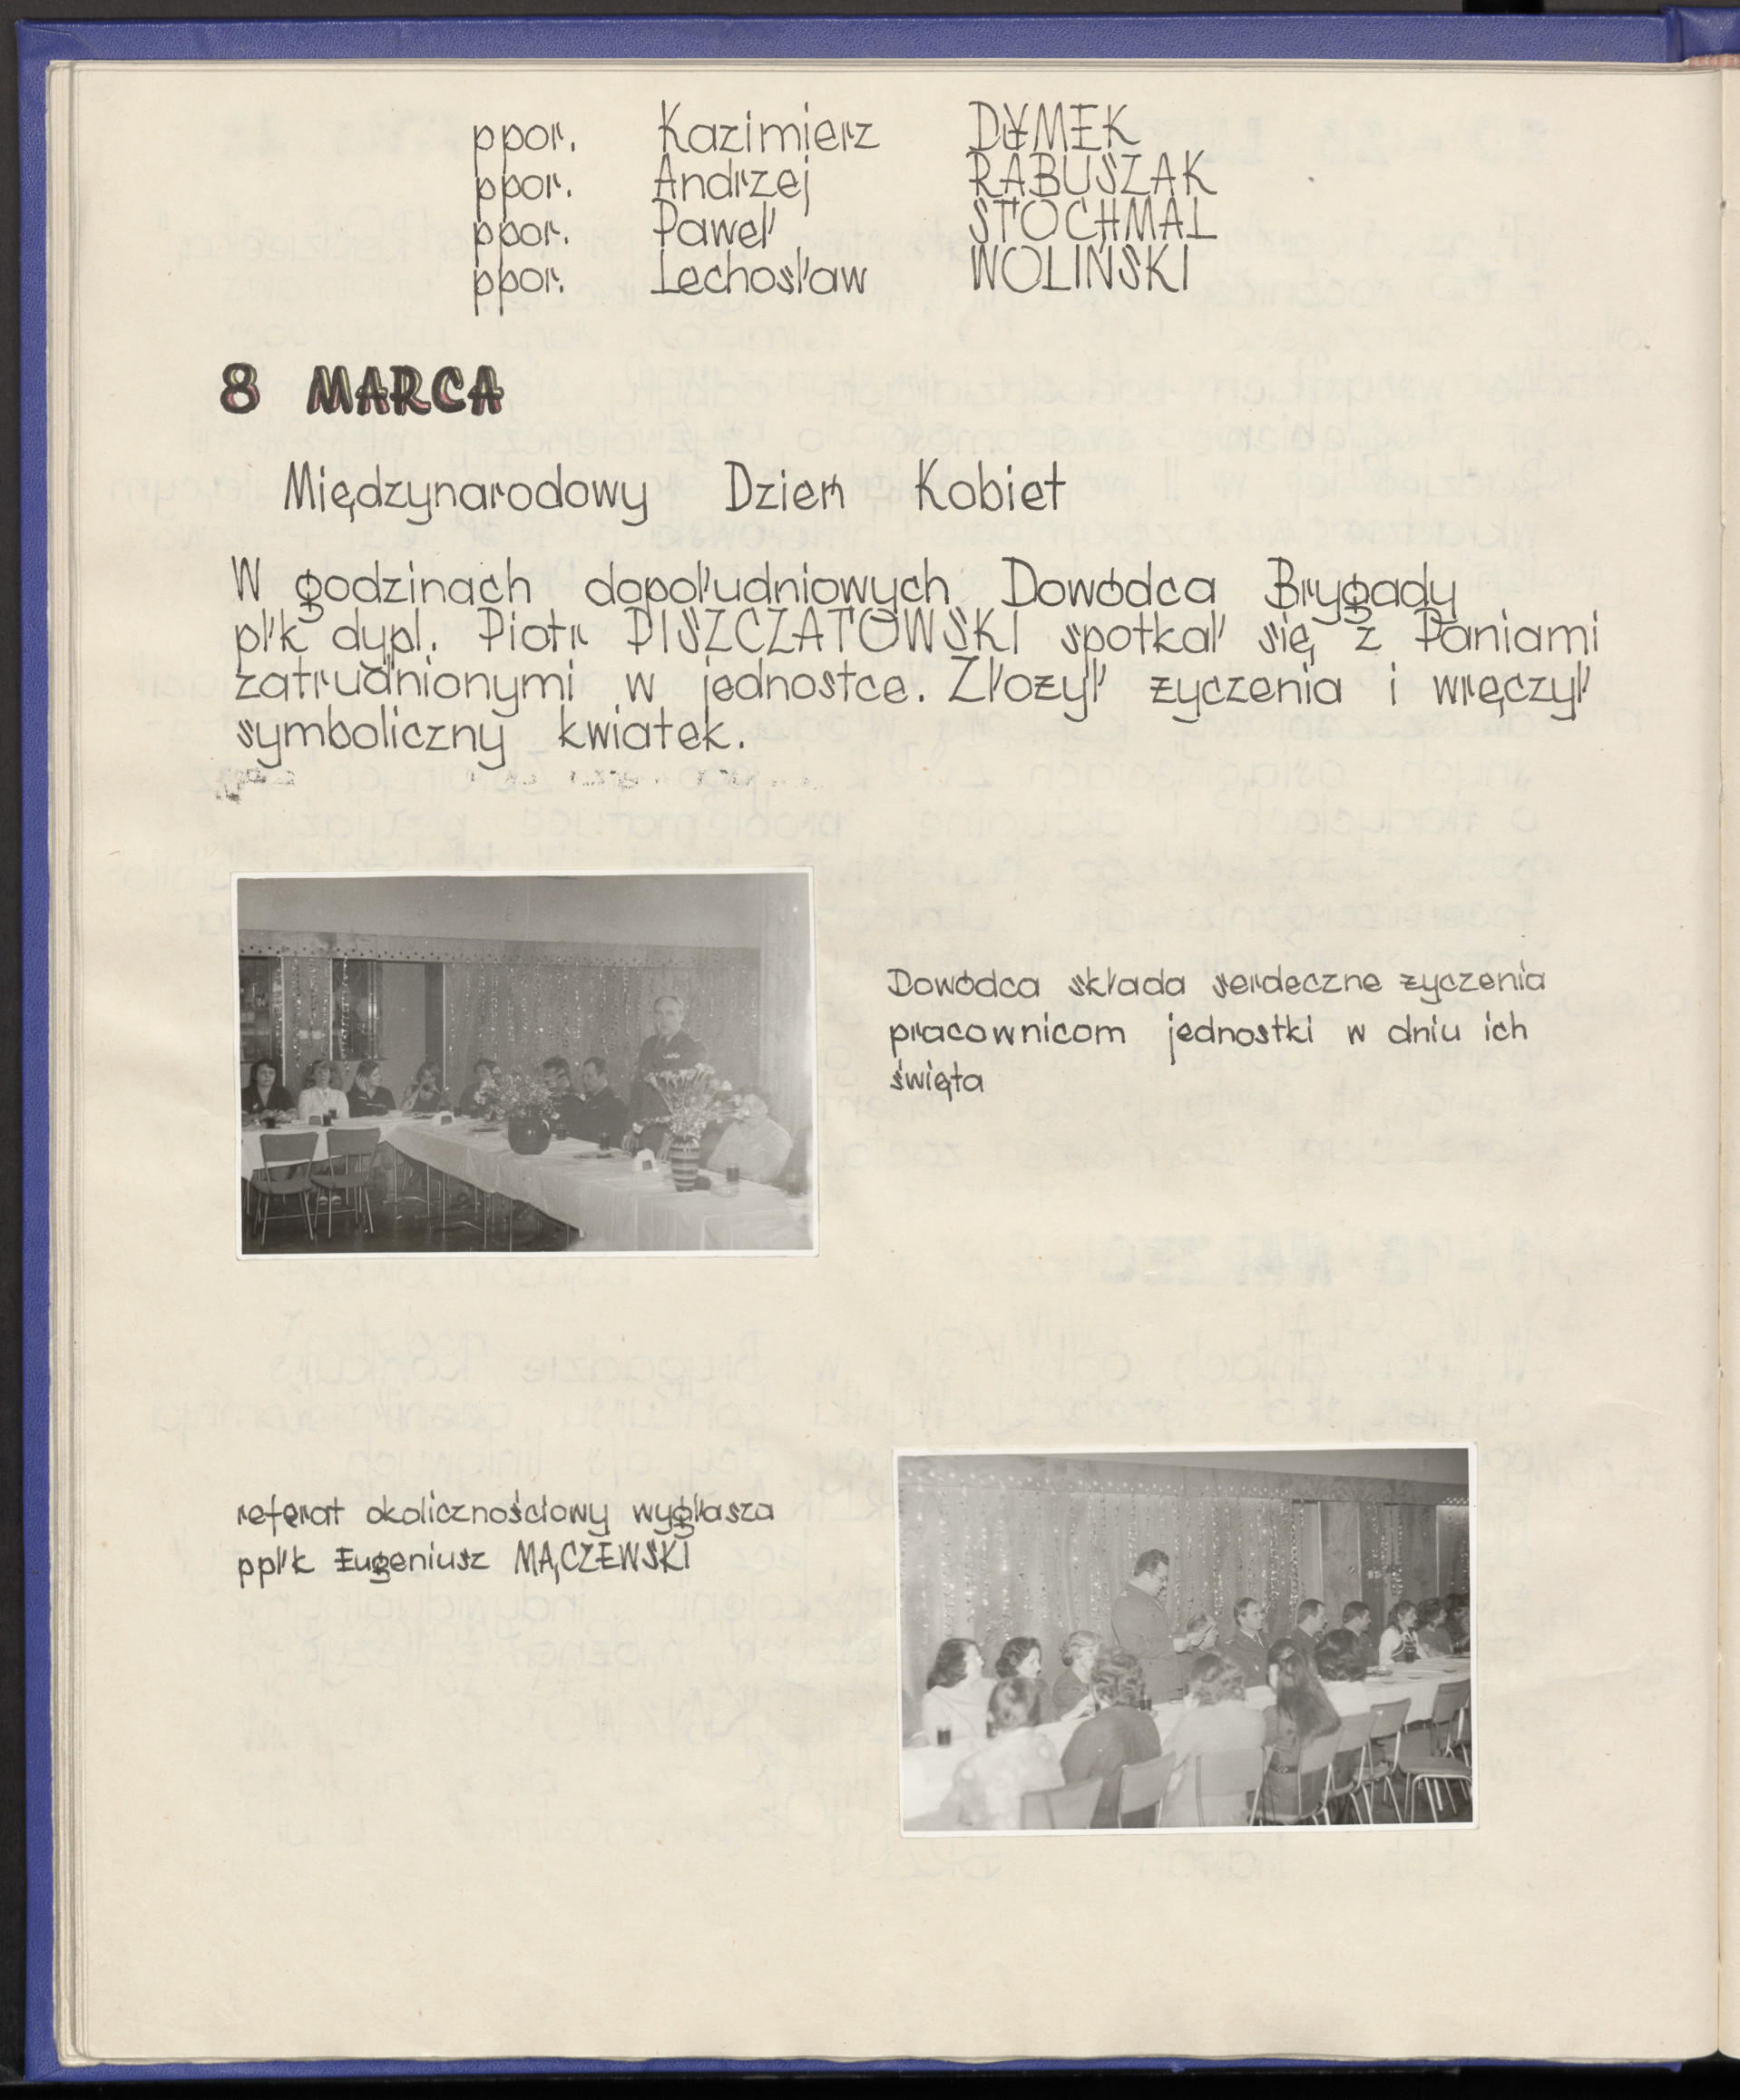 ppor. Kazimierz DYMEK
ppor. Andrzej RABUSZAK
ppor. Paweł STOCHMAL
ppor. Lechosław WOLIŃSKI
8 MARCA
Międzynarodowy Dzień Kobiet
W godzinach dopołudniowych Dowódca Brygady
płk dypl. Piotr PISZCZATOWSKI spotkał się z Paniami
zatrudnionymi w jednostce. Złożył życzenia i wręczył
symboliczny kwiatek.
Dowódca składa serdeczne życzenia
pracownicom jednostki w dniu ich
święta
referat okolicznościowy wygłasza
ppłk Eugeniusz MĄCZEWSKI